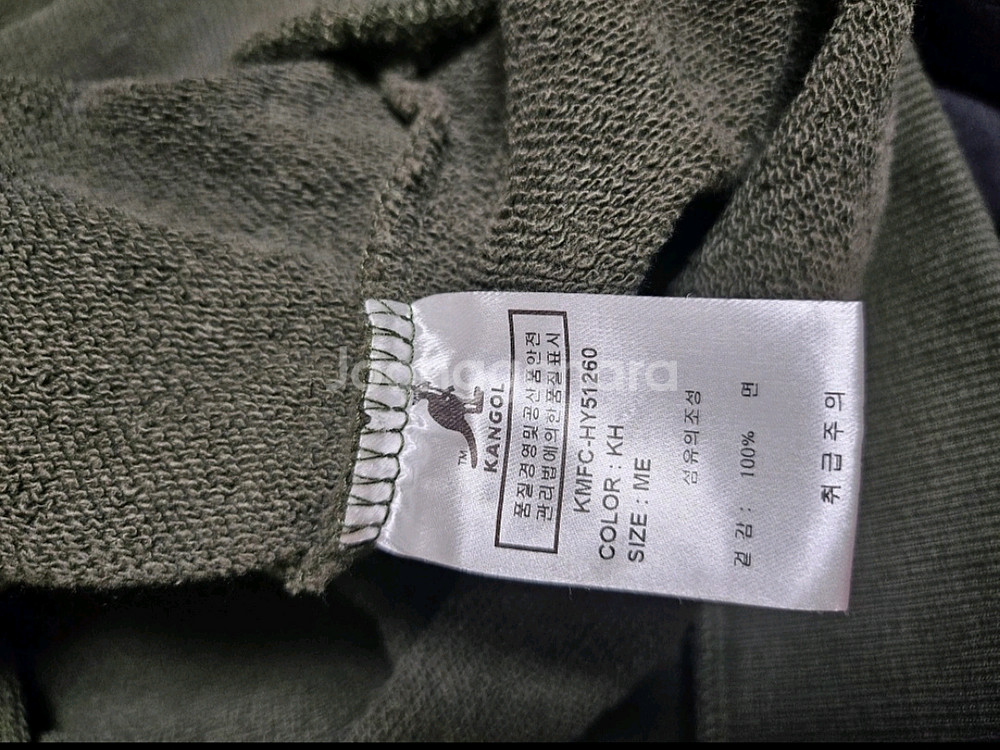 TM
KANGOL
품질경영및공산품안전
관리법에의한품질표시
KMFC-HY51260
COLOR : KH
SIZE : ME
섬유의조성
겉 감 : 100% 면
취 급 주 의
Joonggonara